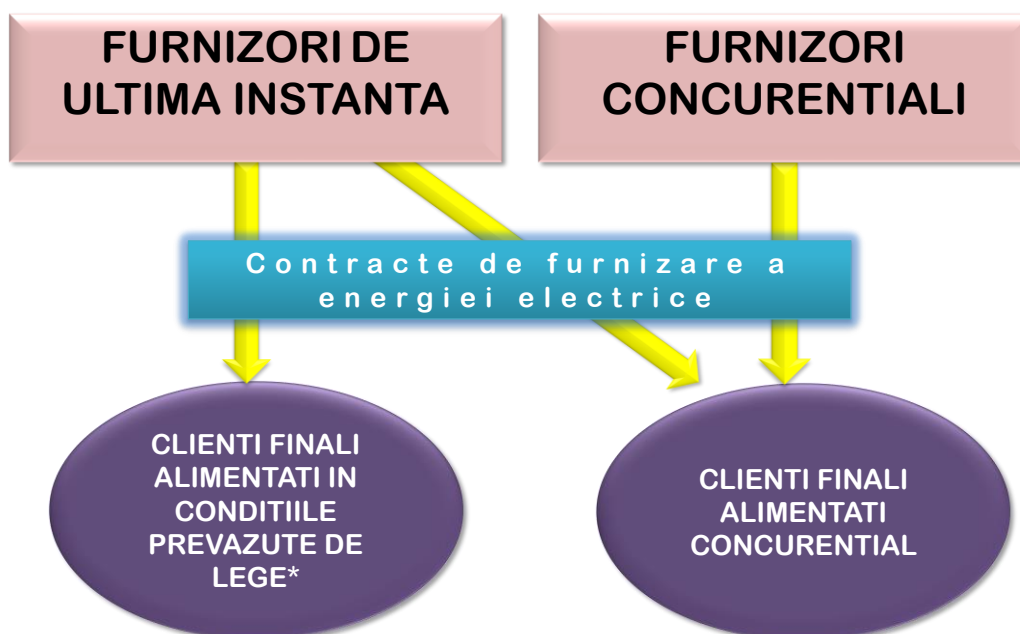 FURNIZORI DE
ULTIMA INSTANTA
FURNIZORI
CONCURENTIALI
Contracte de furnizare a
energiei electrice
CLIENTI FINALI
ALIMENTATI IN
CONDITIILE
PREVAZUTE DE
LEGE*
CLIENTI FINALI
ALIMENTATI
CONCURENTIAL